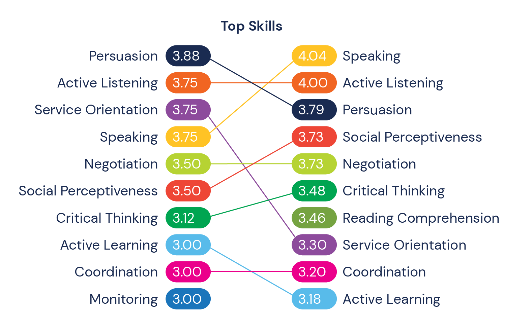 Top Skills
Persuasion 3.88 4.04 Speaking
Active Listening 3.75 4.00 Active Listening
Service Orientation 3.75 3.79 Persuasion
Speaking 3.75 3.73 Social Perceptiveness
Negotiation 3.50 3.73 Negotiation
Social Perceptiveness 3.50 3.48 Critical Thinking
Critical Thinking 3.12 3.46 Reading Comprehension
Active Learning 3.00 3.30 Service Orientation
Coordination 3.00 3.20 Coordination
Monitoring 3.00 3.18 Active Learning